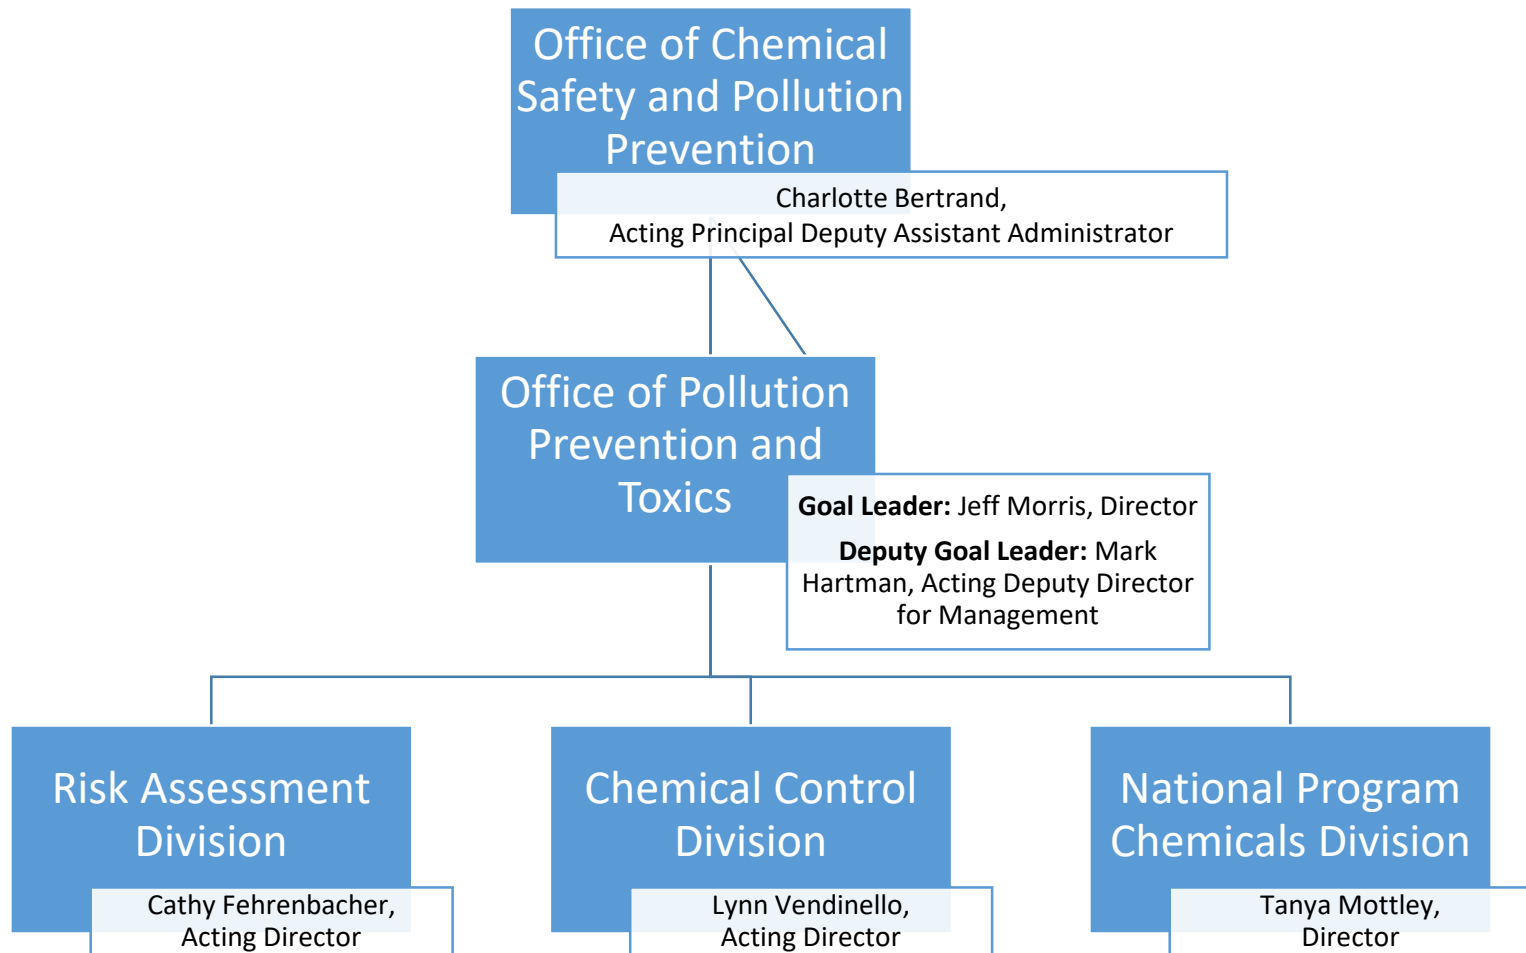 Office of Chemical
Safety and Pollution
Prevention
Charlotte Bertrand,
Acting Principal Deputy Assistant Administrator
Office of Pollution
Prevention and
Toxics
Goal Leader: Jeff Morris, Director
Deputy Goal Leader: Mark
Hartman, Acting Deputy Director
for Management
Risk Assessment
Division
Cathy Fehrenbacher,
Acting Director
Chemical Control
Division
Lynn Vendinello,
Acting Director
National Program
Chemicals Division
Tanya Mottley,
Director